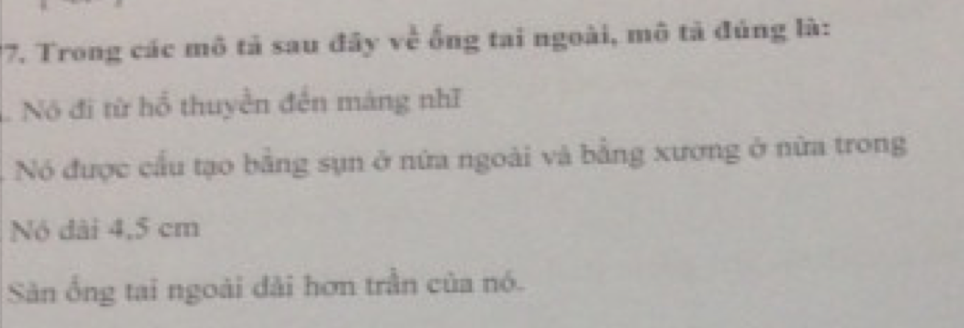 7. Trong các mô tả sau đây về ống tai ngoài, mô tả đúng là:
. Nó đi từ hố thuyền đến màng nhĩ
. Nó được cấu tạo bằng sụn ở nửa ngoài và bằng xương ở nửa trong
Nó dài 4,5 cm
Sàn ống tai ngoài dài hơn trần của nó.